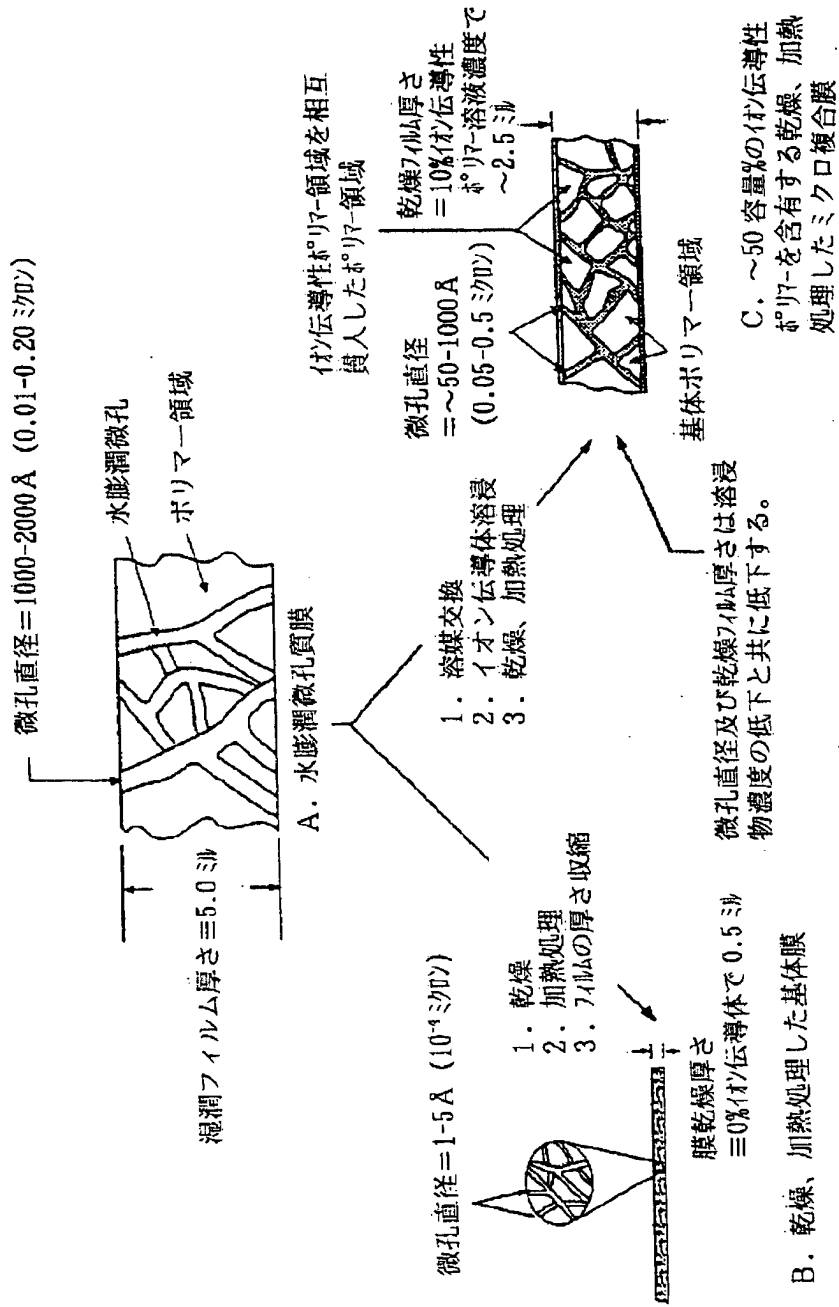 微孔直径=1000-2000Å (0.01-0.20 ミクロン)
水膨潤微孔
ポリマー領域
湿潤フィルム厚さ≡5.0 ミル
A. 水膨潤微孔質膜
1. 溶媒交換
2. イオン伝導体溶浸
3. 乾燥、加熱処理
1. 乾燥
2. 加熱処理
3. フィルムの厚さ収縮
微孔直径=1-5Å (10⁻⁴ミクロン)
膜乾燥厚さ
≡0%イオン伝導体で 0.5 ミル
B. 乾燥、加熱処理した基体膜
イオン伝導性ポリマー領域を相互
貫入したポリマー領域
微孔直径
=~50-1000Å
(0.05-0.5 ミクロン)
乾燥フィルム厚さ
=10%イオン伝導性
ポリマー溶液濃度で
~2.5 ミル
基体ポリマー領域
微孔直径及び乾燥フィルム厚さは溶浸
物濃度の低下と共に低下する。
C. ~50 容量%のイオン伝導性
ポリマーを含有する乾燥、加熱
処理したミクロ複合膜